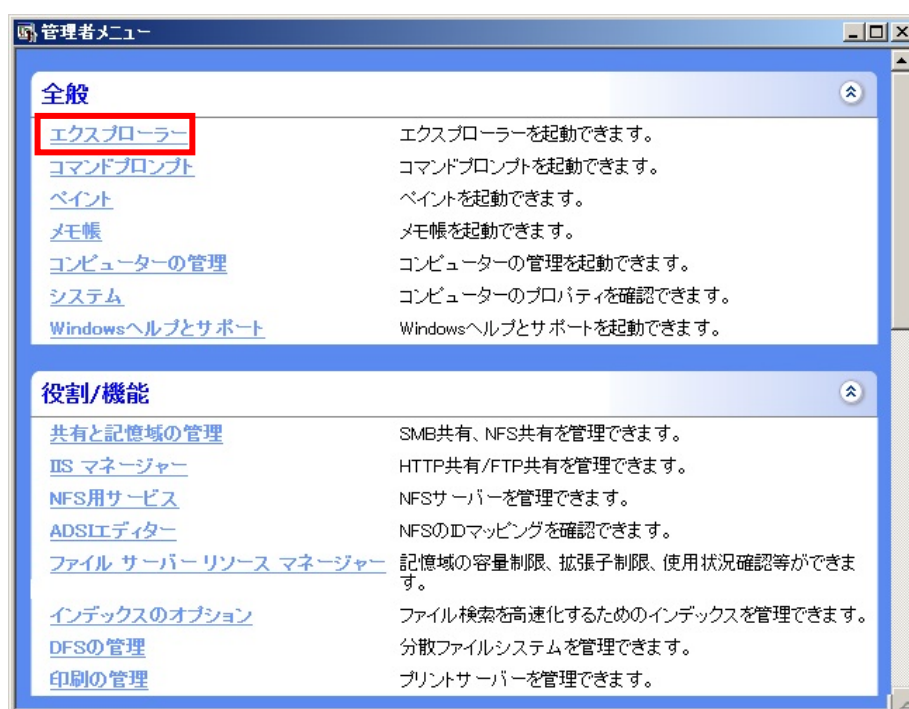 管理者メニュー
全般
エクスプローラー エクスプローラーを起動できます。
コマンドプロンプト コマンドプロンプトを起動できます。
ペイント ペイントを起動できます。
メモ帳 メモ帳を起動できます。
コンピューターの管理 コンピューターの管理を起動できます。
システム コンピューターのプロパティを確認できます。
Windowsヘルプとサポート Windowsヘルプとサポートを起動できます。
役割/機能
共有と記憶域の管理 SMB共有、NFS共有を管理できます。
IIS マネージャー HTTP共有/FTP共有を管理できます。
NFS用サービス NFSサーバーを管理できます。
ADSIエディター NFSのIDマッピングを確認できます。
ファイル サーバー リソース マネージャー 記憶域の容量制限、拡張子制限、使用状況確認等ができま
す。
インデックスのオプション ファイル検索を高速化するためのインデックスを管理できます。
DFSの管理 分散ファイルシステムを管理できます。
印刷の管理 プリントサーバーを管理できます。